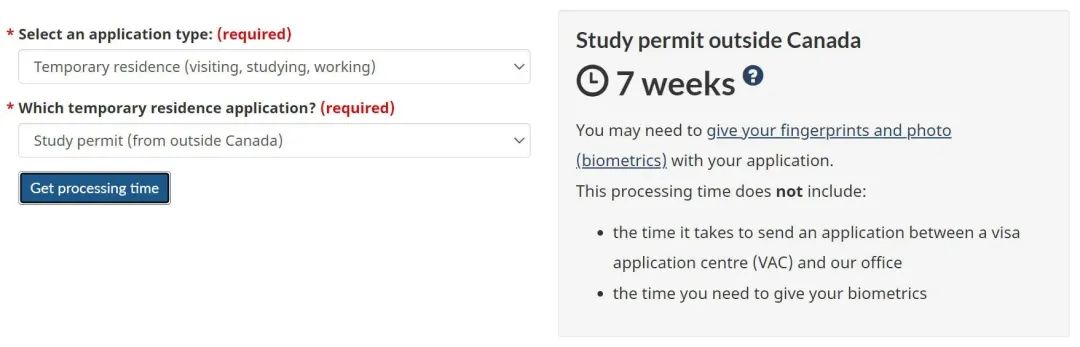 * Select an application type: (required)
Temporary residence (visiting, studying, working)
* Which temporary residence application? (required)
Study permit (from outside Canada)
Get processing time
Study permit outside Canada
7 weeks ?
You may need to give your fingerprints and photo
(biometrics) with your application.
This processing time does not include:
• the time it takes to send an application between a visa
application centre (VAC) and our office
• the time you need to give your biometrics